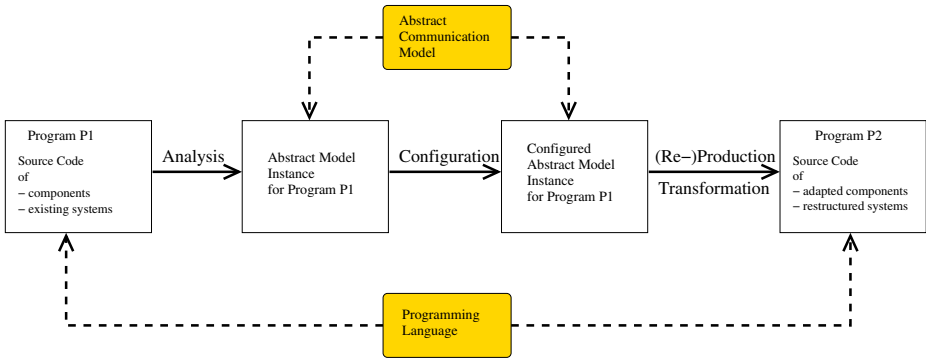 Abstract
Communication
Model
Program P1
Source Code
of
− components
− existing systems
Analysis
Abstract Model
Instance
for Program P1
Configuration
Configured
Abstract Model
Instance
for Program P1
(Re−)Production
Transformation
Program P2
Source Code
of
− adapted components
− restructured systems
Programming
Language